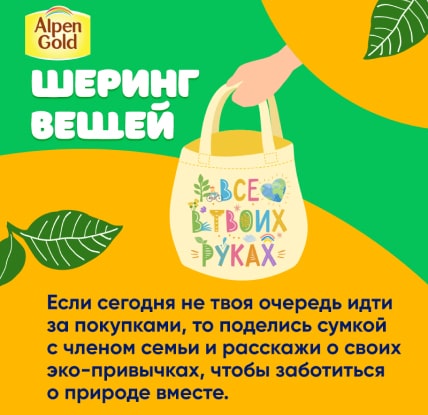 Alpen
Gold
ШЕРИНГ
ВЕЩЕЙ
ВСЕ
В ТВОИХ
РУКАХ
Если сегодня не твоя очередь идти
за покупками, то поделись сумкой
с членом семьи и расскажи о своих
эко-привычках, чтобы заботиться
о природе вместе.